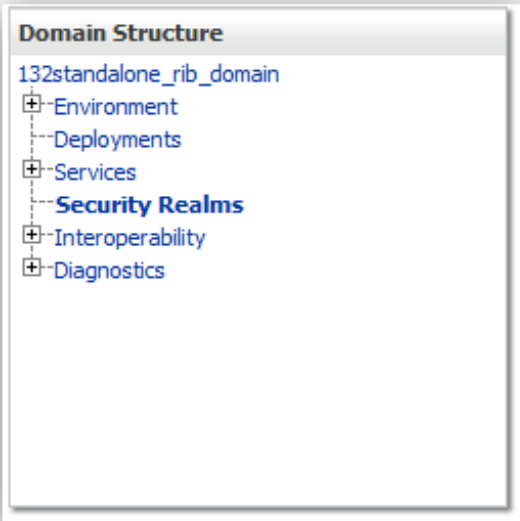 Domain Structure
132standalone_rib_domain
Environment
Deployments
Services
Security Realms
Interoperability
Diagnostics